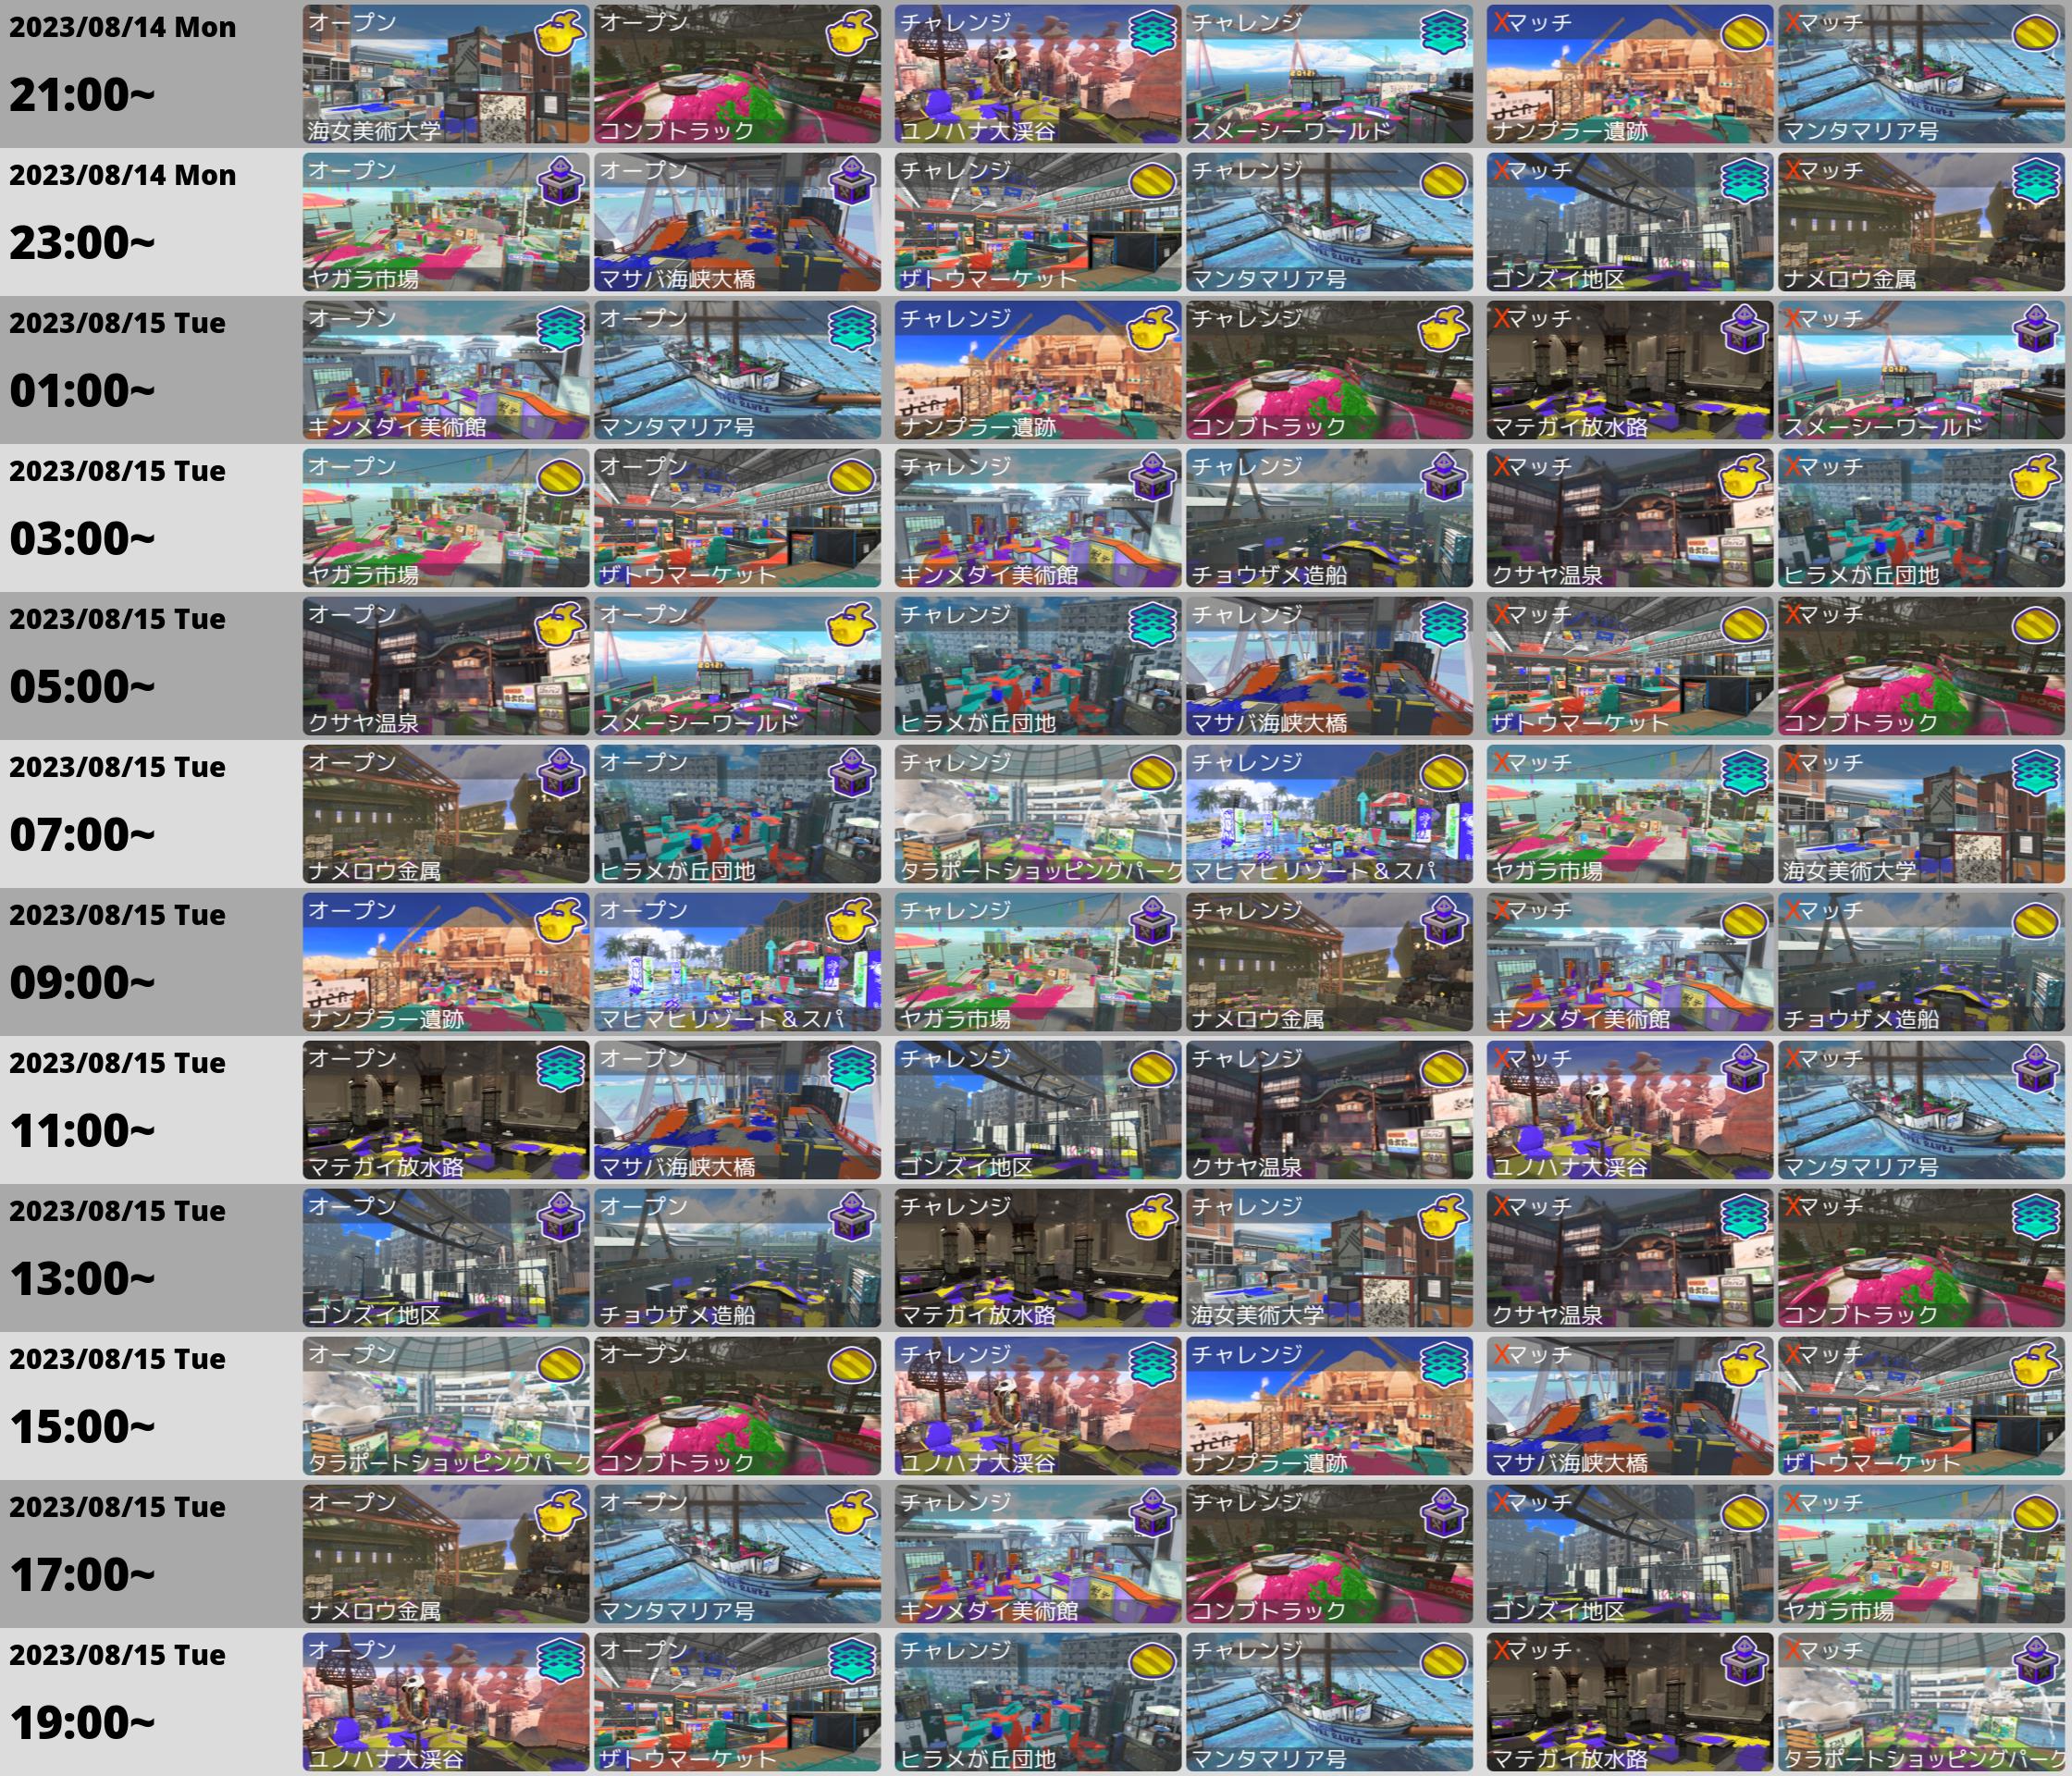 2023/08/14 Mon
21:00~
オープン オープン チャレンジ チャレンジ Xマッチ Xマッチ
海女美術大学 コンブトラック ユノハナ大渓谷 スメーシーワールド ナンプラー遺跡 マンタマリア号
2023/08/14 Mon
23:00~
オープン オープン チャレンジ チャレンジ Xマッチ Xマッチ
ヤガラ市場 マサバ海峡大橋 ザトウマーケット マンタマリア号 ゴンズイ地区 ナメロウ金属
2023/08/15 Tue
01:00~
オープン オープン チャレンジ チャレンジ Xマッチ Xマッチ
キンメダイ美術館 マンタマリア号 ナンプラー遺跡 コンブトラック マテガイ放水路 スメーシーワールド
2023/08/15 Tue
03:00~
オープン オープン チャレンジ チャレンジ Xマッチ Xマッチ
ヤガラ市場 ザトウマーケット キンメダイ美術館 チョウザメ造船 クサヤ温泉 ヒラメが丘団地
2023/08/15 Tue
05:00~
オープン オープン チャレンジ チャレンジ Xマッチ Xマッチ
クサヤ温泉 スメーシーワールド ヒラメが丘団地 マサバ海峡大橋 ザトウマーケット コンブトラック
2023/08/15 Tue
07:00~
オープン オープン チャレンジ チャレンジ Xマッチ Xマッチ
ナメロウ金属 ヒラメが丘団地 タラポートショッピングパーク マヒマヒリゾート＆スパ ヤガラ市場 海女美術大学
2023/08/15 Tue
09:00~
オープン オープン チャレンジ チャレンジ Xマッチ Xマッチ
ナンプラー遺跡 マヒマヒリゾート＆スパ ヤガラ市場 ナメロウ金属 キンメダイ美術館 チョウザメ造船
2023/08/15 Tue
11:00~
オープン オープン チャレンジ チャレンジ Xマッチ Xマッチ
マテガイ放水路 マサバ海峡大橋 ゴンズイ地区 クサヤ温泉 ユノハナ大渓谷 マンタマリア号
2023/08/15 Tue
13:00~
オープン オープン チャレンジ チャレンジ Xマッチ Xマッチ
ゴンズイ地区 チョウザメ造船 マテガイ放水路 海女美術大学 クサヤ温泉 コンブトラック
2023/08/15 Tue
15:00~
オープン オープン チャレンジ チャレンジ Xマッチ Xマッチ
タラポートショッピングパーク コンブトラック ユノハナ大渓谷 ナンプラー遺跡 マサバ海峡大橋 ザトウマーケット
2023/08/15 Tue
17:00~
オープン オープン チャレンジ チャレンジ Xマッチ Xマッチ
ナメロウ金属 マンタマリア号 キンメダイ美術館 コンブトラック ゴンズイ地区 ヤガラ市場
2023/08/15 Tue
19:00~
オープン オープン チャレンジ チャレンジ Xマッチ Xマッチ
ユノハナ大渓谷 ザトウマーケット ヒラメが丘団地 マンタマリア号 マテガイ放水路 タラポートショッピングパーク